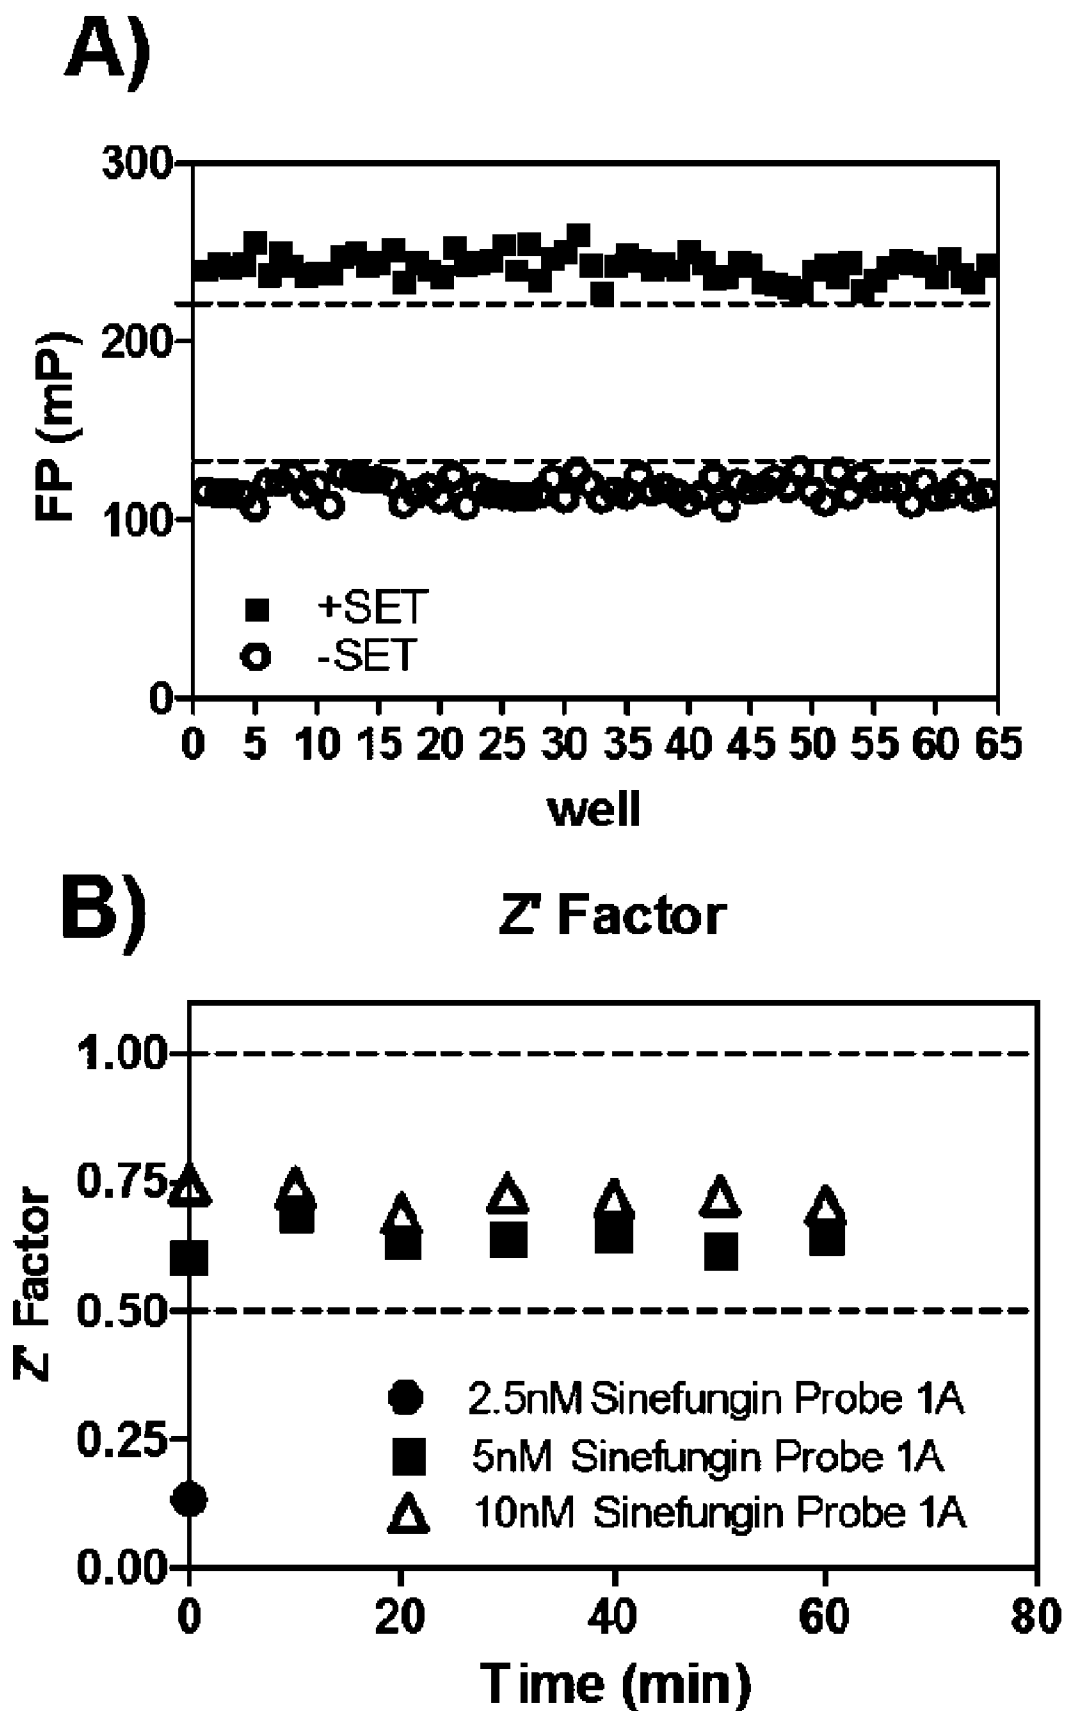 A)
300
200
100
0
FP (mP)
+SET
-SET
0 5 10 15 20 25 30 35 40 45 50 55 60 65
well
B)
Z' Factor
1.00
0.75
0.50
0.25
0.00
Z' Factor
2.5nM Sinefungin Probe 1A
5nM Sinefungin Probe 1A
10nM Sinefungin Probe 1A
0 20 40 60 80
Time (min)